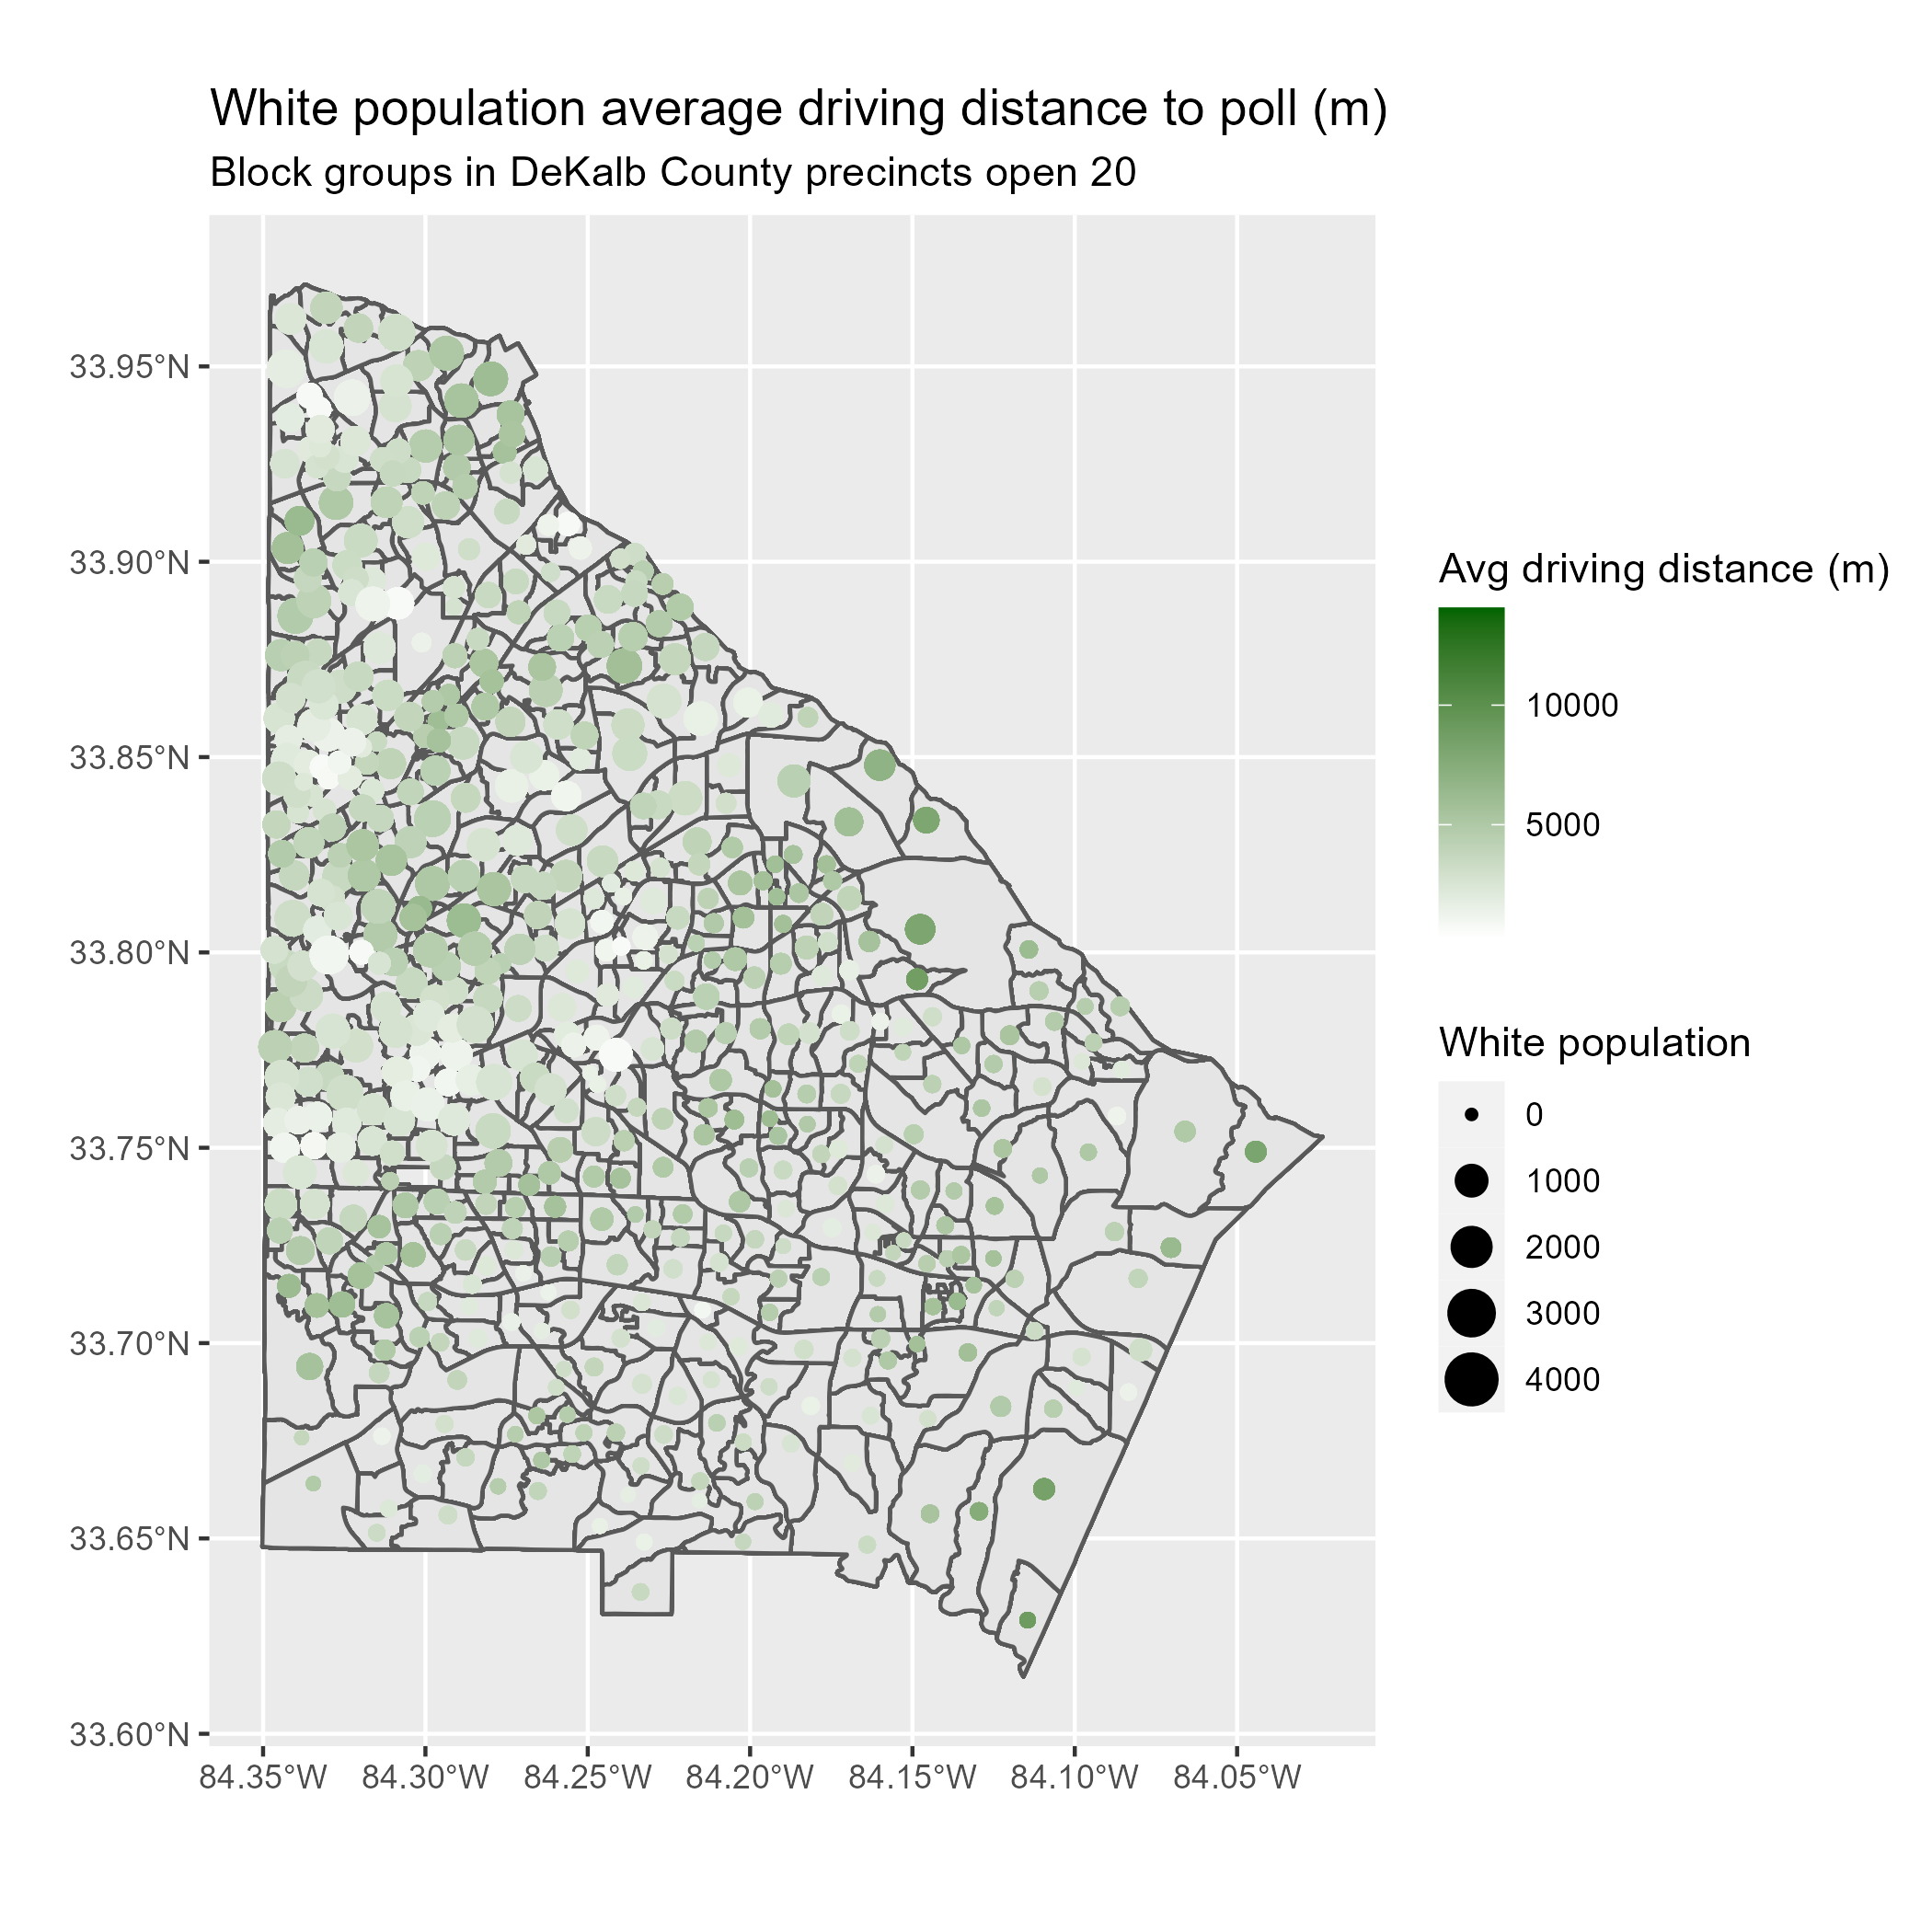 White population average driving distance to poll (m)
Block groups in DeKalb County precincts open 20
33.95°N
33.90°N
33.85°N
33.80°N
33.75°N
33.70°N
33.65°N
33.60°N
84.35°W
84.30°W
84.25°W
84.20°W
84.15°W
84.10°W
84.05°W
Avg driving distance (m)
10000
5000
White population
0
1000
2000
3000
4000